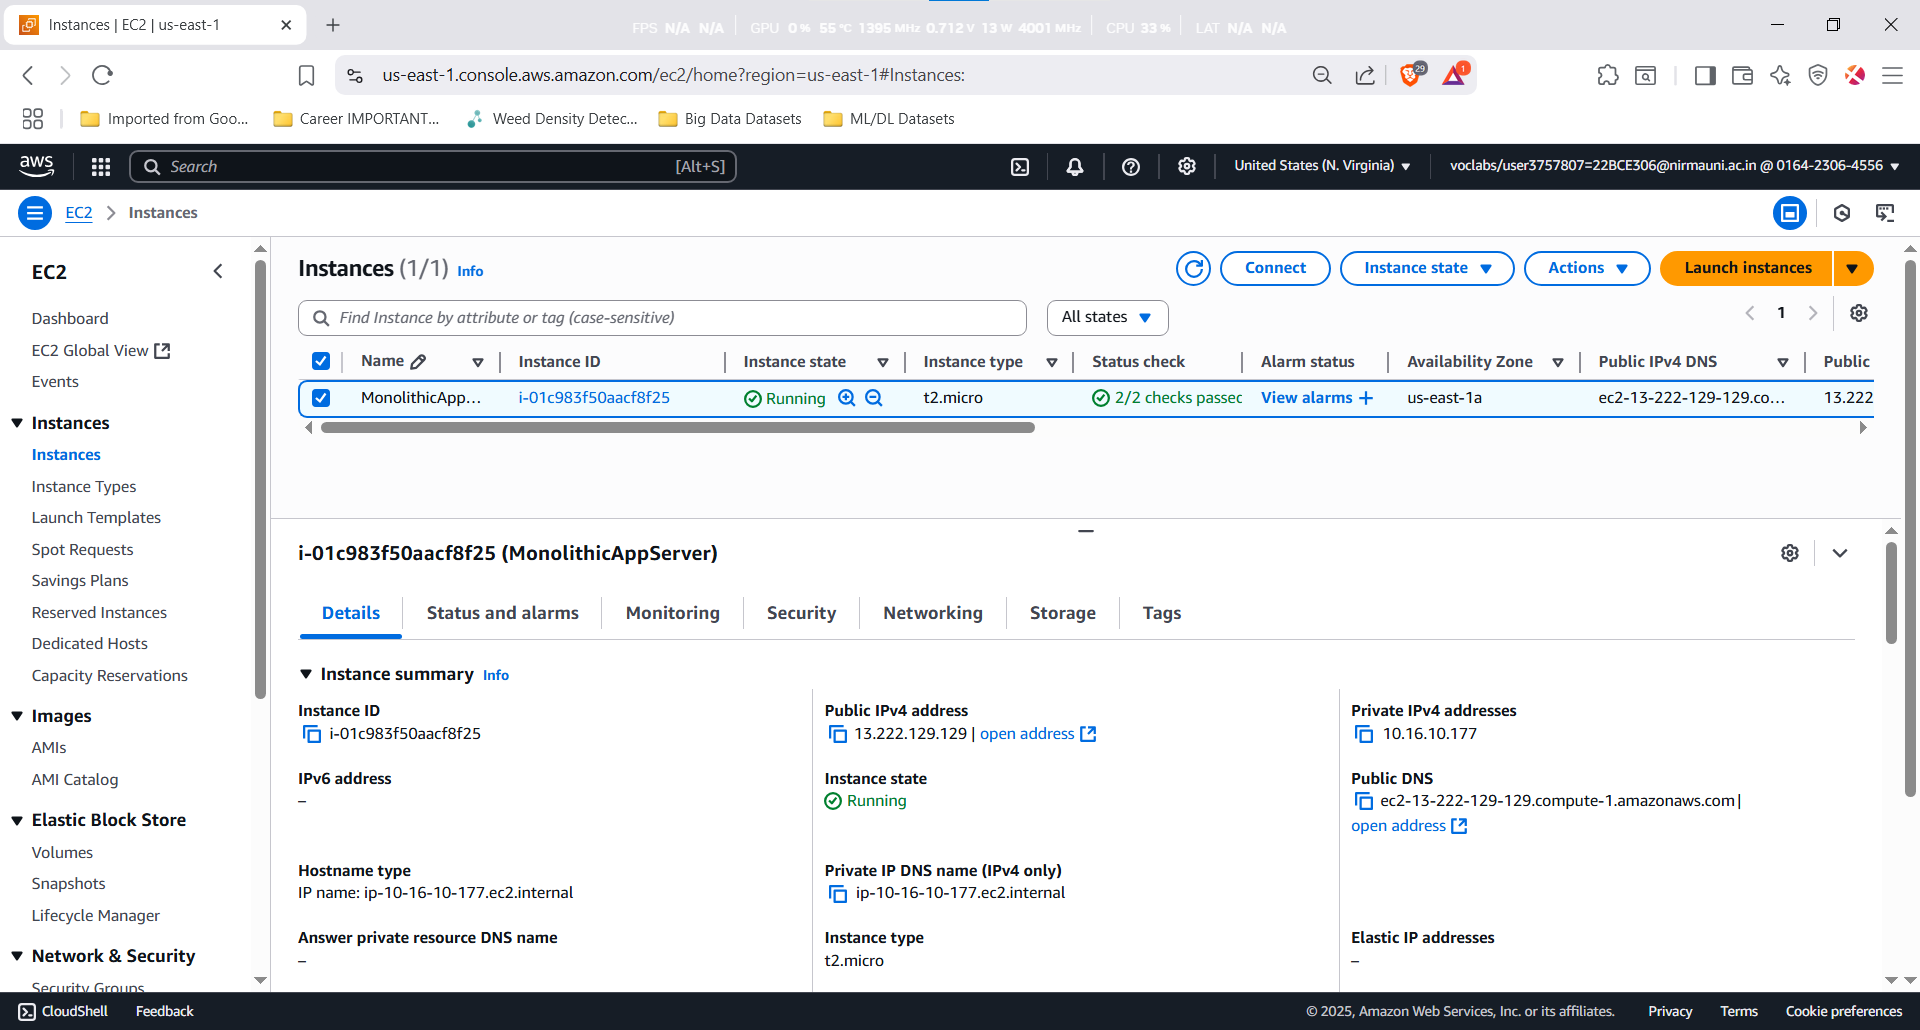 Instances | EC2 | us-east-1
FPS N/A N/A GPU 0% 55°C 1395 MHz 0.712 V 13 W 4001 MHz CPU 33% LAT N/A N/A
us-east-1.console.aws.amazon.com/ec2/home?region=us-east-1#Instances:
29
1
Imported from Goo...
Career IMPORTANT...
Weed Density Detec...
Big Data Datasets
ML/DL Datasets
aws
Search
[Alt+S]
United States (N. Virginia)
voclabs/user3757807=22BCE306@nirmauni.ac.in @ 0164-2306-4556
EC2
Instances
EC2
Dashboard
EC2 Global View
Events
Instances
Instances
Instance Types
Launch Templates
Spot Requests
Savings Plans
Reserved Instances
Dedicated Hosts
Capacity Reservations
Images
AMIs
AMI Catalog
Elastic Block Store
Volumes
Snapshots
Lifecycle Manager
Network & Security
Security Groups
Instances (1/1) Info
Connect
Instance state
Actions
Launch instances
Find Instance by attribute or tag (case-sensitive)
All states
1
Name Instance ID Instance state Instance type Status check Alarm status Availability Zone Public IPv4 DNS Public
MonolithicApp... i-01c983f50aacf8f25 Running t2.micro 2/2 checks passed View alarms + us-east-1a ec2-13-222-129-129.co... 13.222
i-01c983f50aacf8f25 (MonolithicAppServer)
Details Status and alarms Monitoring Security Networking Storage Tags
Instance summary Info
Instance ID
i-01c983f50aacf8f25
Public IPv4 address
13.222.129.129 | open address
Private IPv4 addresses
10.16.10.177
IPv6 address
–
Instance state
Running
Public DNS
ec2-13-222-129-129.compute-1.amazonaws.com |
open address
Hostname type
IP name: ip-10-16-10-177.ec2.internal
Private IP DNS name (IPv4 only)
ip-10-16-10-177.ec2.internal
Answer private resource DNS name
–
Instance type
t2.micro
Elastic IP addresses
–
CloudShell
Feedback
© 2025, Amazon Web Services, Inc. or its affiliates.
Privacy
Terms
Cookie preferences